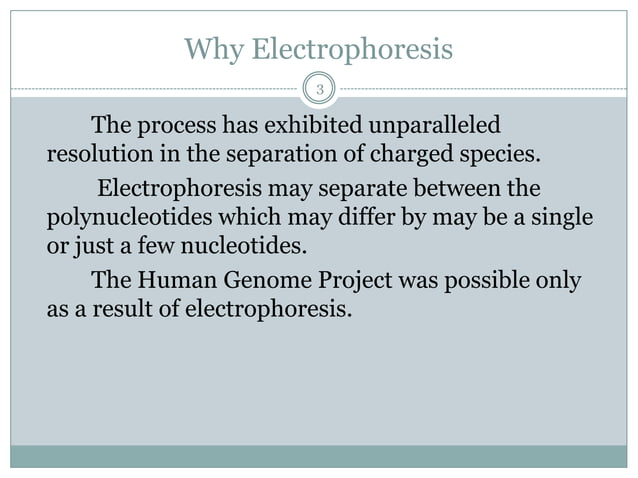 Why Electrophoresis
3
The process has exhibited unparalleled
resolution in the separation of charged species.
Electrophoresis may separate between the
polynucleotides which may differ by may be a single
or just a few nucleotides.
The Human Genome Project was possible only
as a result of electrophoresis.